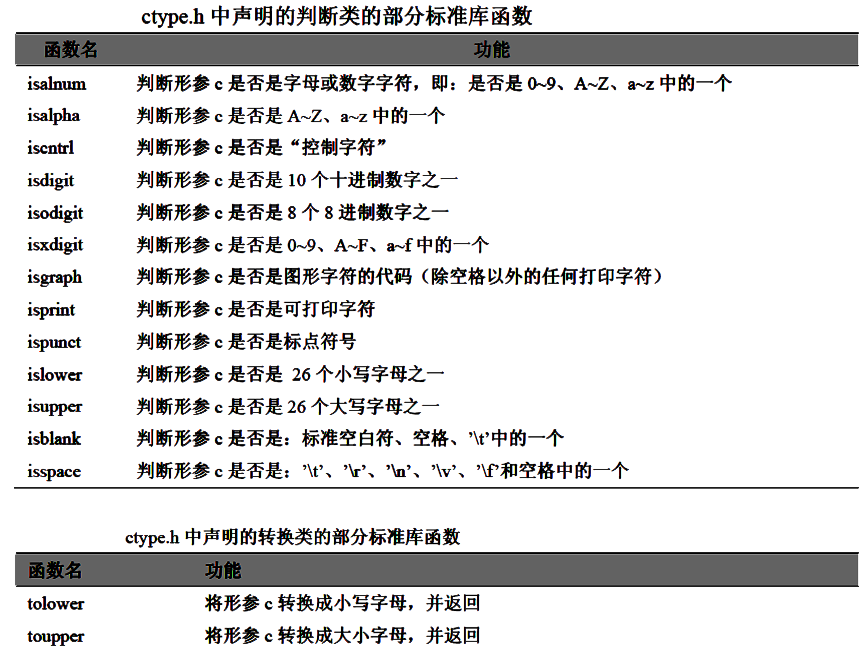 ctype.h 中声明的判断类的部分标准库函数
函数名 功能
isalnum 判断形参 c 是否是字母或数字字符，即：是否是 0~9、A~Z、a~z 中的一个
isalpha 判断形参 c 是否是 A~Z、a~z 中的一个
iscntrl 判断形参 c 是否是“控制字符”
isdigit 判断形参 c 是否是 10 个十进制数字之一
isodigit 判断形参 c 是否是 8 个 8 进制数字之一
isxdigit 判断形参 c 是否是 0~9、A~F、a~f 中的一个
isgraph 判断形参 c 是否是图形字符的代码（除空格以外的任何打印字符）
isprint 判断形参 c 是否是可打印字符
ispunct 判断形参 c 是否是标点符号
islower 判断形参 c 是否是 26 个小写字母之一
isupper 判断形参 c 是否是 26 个大写字母之一
isblank 判断形参 c 是否是：标准空白符、空格、’\t’中的一个
isspace 判断形参 c 是否是：’\t’、’\r’、’\n’、’\v’、’\f’和空格中的一个
ctype.h 中声明的转换类的部分标准库函数
函数名 功能
tolower 将形参 c 转换成小写字母，并返回
toupper 将形参 c 转换成大小字母，并返回